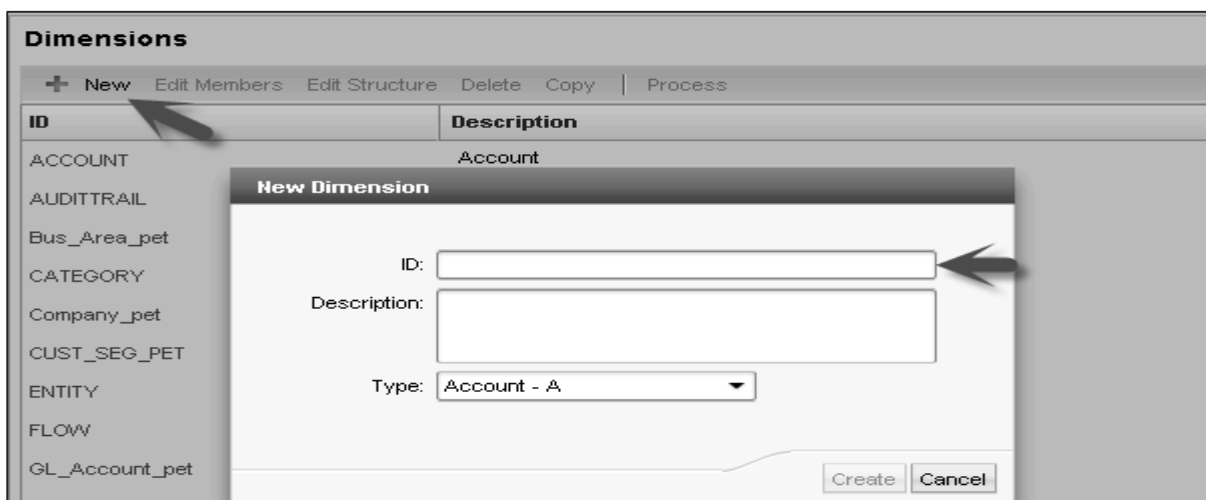 Dimensions
New Edit Members Edit Structure Delete Copy | Process
ID Description
ACCOUNT Account
AUDITTRAIL
Bus_Area_pet
CATEGORY
Company_pet
CUST_SEG_PET
ENTITY
FLOW
GL_Account_pet
New Dimension
ID:
Description:
Type: Account - A
Create Cancel